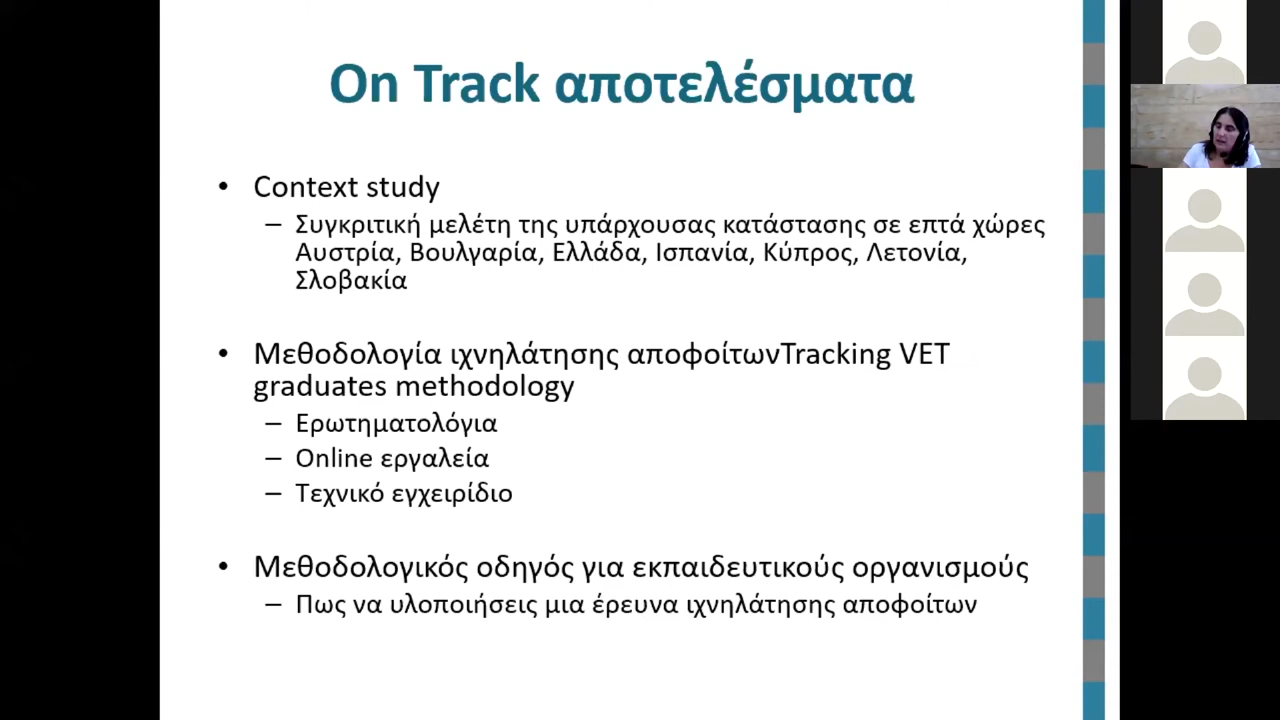 On Track αποτελέσματα
• Context study
– Συγκριτική μελέτη της υπάρχουσας κατάστασης σε επτά χώρες
Αυστρία, Βουλγαρία, Ελλάδα, Ισπανία, Κύπρος, Λετονία,
Σλοβακία
• Μεθοδολογία ιχνηλάτησης αποφοίτωνTracking VET
graduates methodology
– Ερωτηματολόγια
– Online εργαλεία
– Τεχνικό εγχειρίδιο
• Μεθοδολογικός οδηγός για εκπαιδευτικούς οργανισμούς
– Πως να υλοποιήσεις μια έρευνα ιχνηλάτησης αποφοίτων